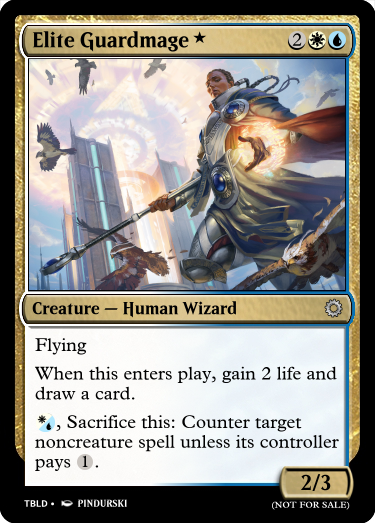 Elite Guardmage ★ 2
Creature — Human Wizard
Flying
When this enters play, gain 2 life and
draw a card.
, Sacrifice this: Counter target
noncreature spell unless its controller
pays 1.
2/3
TBLD • PINDURSKI
(NOT FOR SALE)